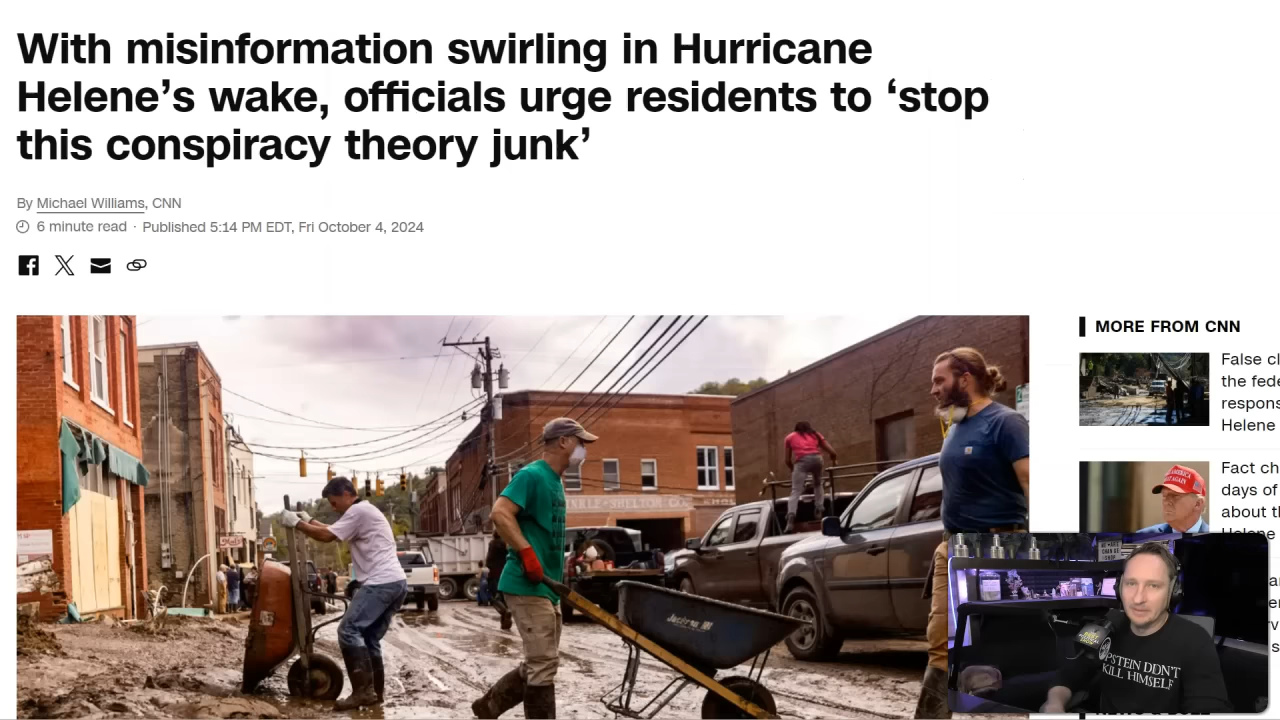 With misinformation swirling in Hurricane
Helene’s wake, officials urge residents to ‘stop
this conspiracy theory junk’
By Michael Williams, CNN
6 minute read · Published 5:14 PM EDT, Fri October 4, 2024
MORE FROM CNN
False cl
the fede
respons
Helene
Fact ch
days of
about th
KILL HIMSELF